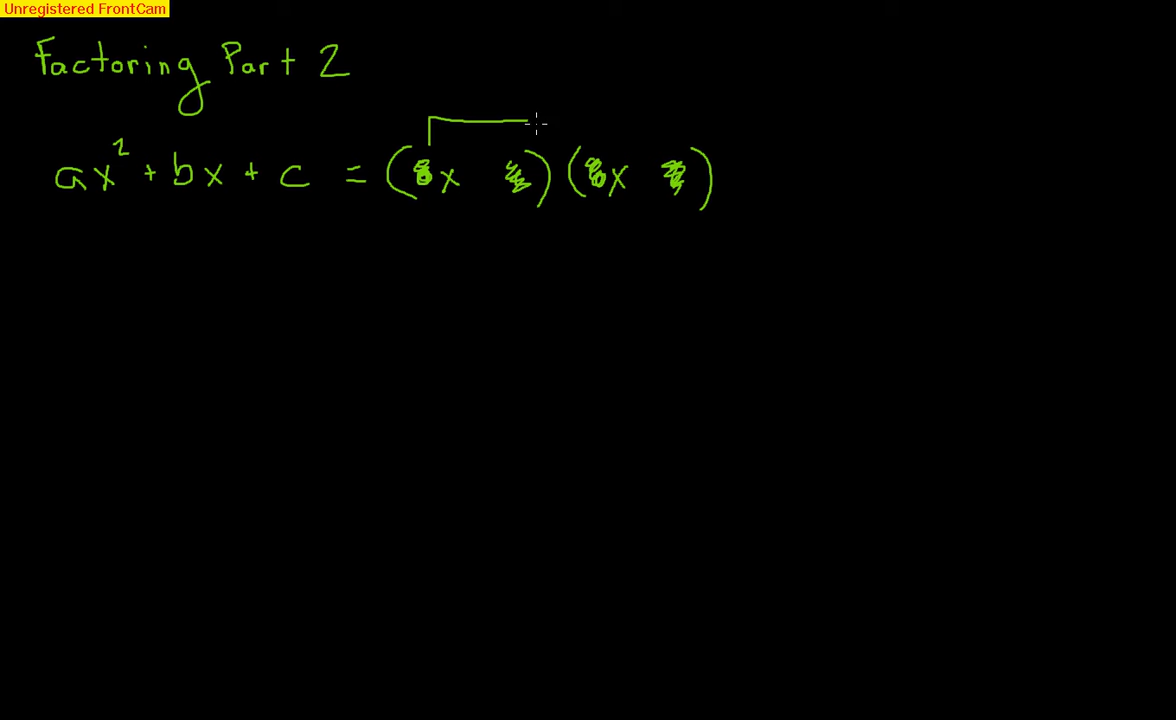 Unregistered FrontCam
Factoring Part 2
ax² + bx + c = ( x ) ( x )